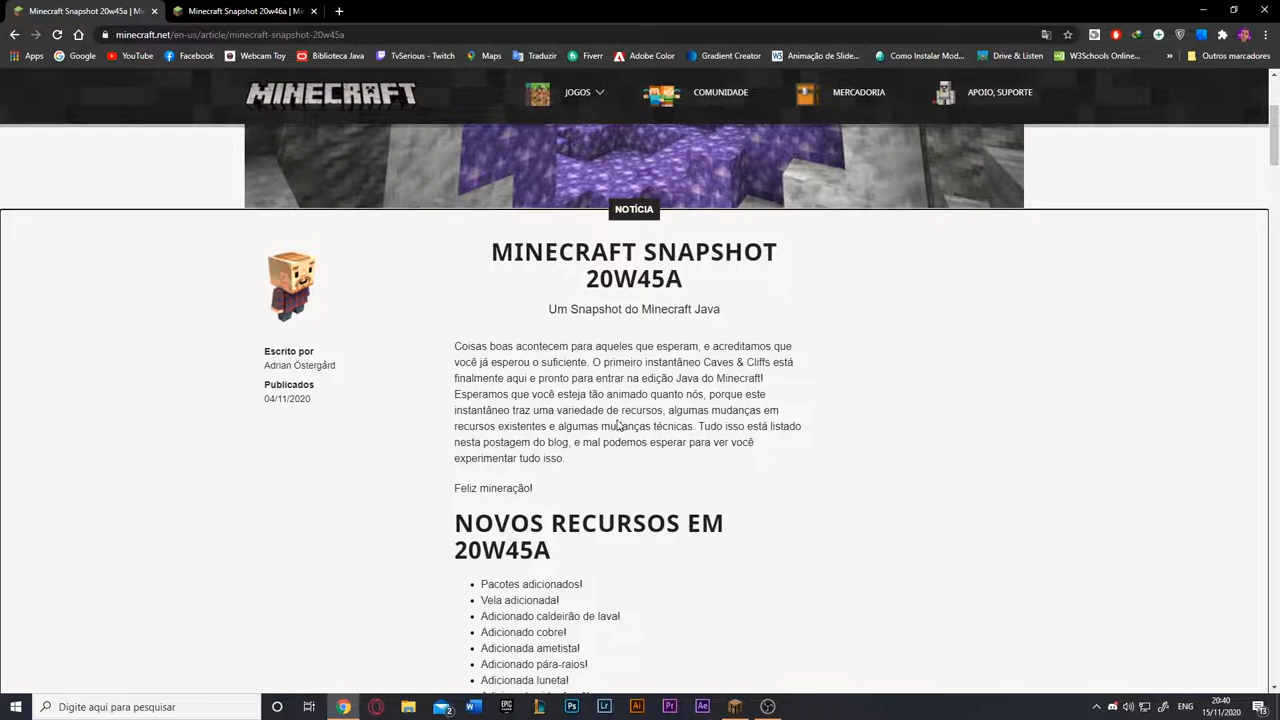 Minecraft Snapshot 20w45a | Mine
Minecraft Snapshot 20w46a | Mine
minecraft.net/en-us/article/minecraft-snapshot-20w45a
Apps
Google
YouTube
Facebook
Webcam Toy
Dublavideo
TvSerious - Twitch
Maps
Traduzir
Fiverr
Adobe Color
Gradient Creator
Animação de Slide...
Como Instalar Mod...
Drive & Listen
W3Schools Online...
»
Outros marcadores
MINECRAFT
JOGOS
COMUNIDADE
MERCADORIA
APOIO, SUPORTE
NOTÍCIA
MINECRAFT SNAPSHOT
20W45A
Um Snapshot do Minecraft Java
Escrito por
Adrian Östergård
Publicados
04/11/2020
Coisas boas acontecem para aqueles que esperam, e acreditamos que
você já esperou o suficiente. O primeiro instantâneo Caves & Cliffs está
finalmente aqui e pronto para entrar na edição Java do Minecraft!
Esperamos que você esteja tão animado quanto nós, porque este
instantâneo traz uma variedade de recursos, algumas mudanças em
recursos existentes e algumas mudanças técnicas. Tudo isso está listado
nesta postagem do blog, e mal podemos esperar para ver você
experimentar tudo isso.
Feliz mineração!
NOVOS RECURSOS EM
20W45A
• Pacotes adicionados!
• Vela adicionada!
• Adicionado caldeirão de lava!
• Adicionado cobre!
• Adicionada ametista!
• Adicionado pára-raios!
• Adicionada luneta!
Digite aqui para pesquisar
20:40
15/11/2020